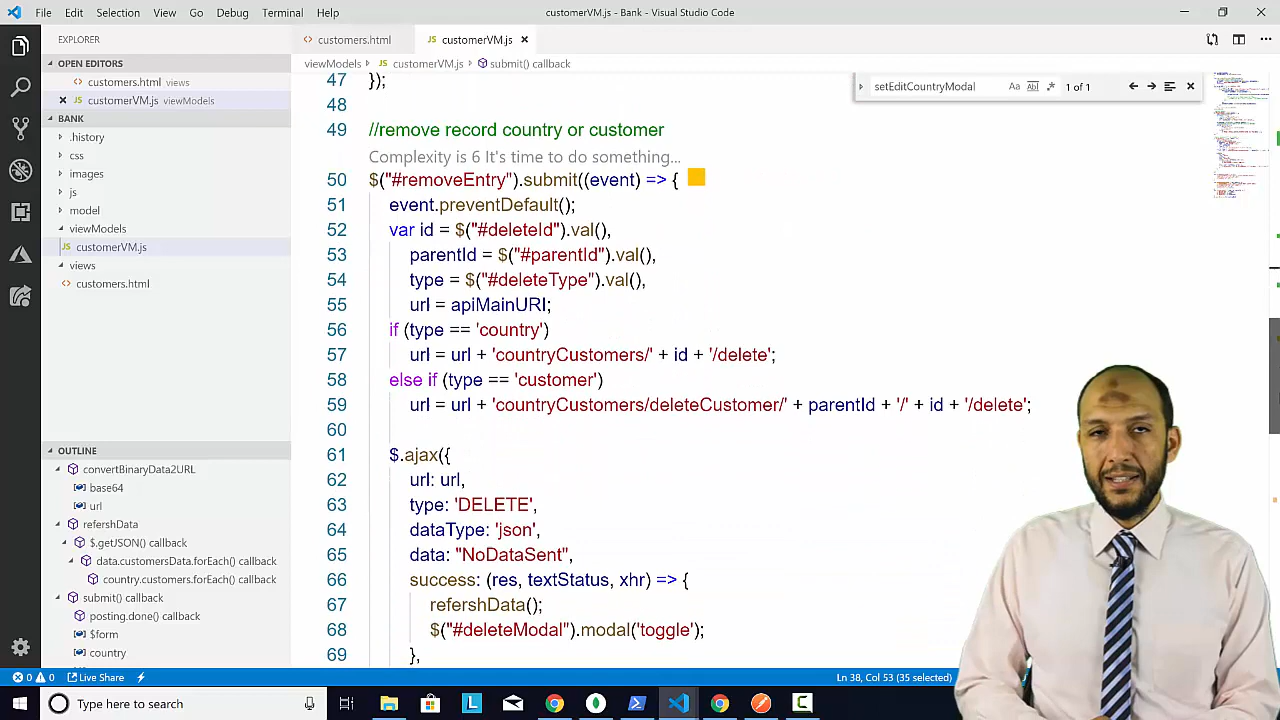 File Edit Selection View Go Debug Terminal Help
customerVM.js - Bank - Visual Studio Code
EXPLORER
OPEN EDITORS
customers.html views
customerVM.js viewModels
BANK
.history
css
images
js
model
viewModels
customerVM.js
views
customers.html
OUTLINE
convertBinaryData2URL
base64
url
refershData
$.getJSON() callback
data.customersData.forEach() callback
country.customers.forEach() callback
submit() callback
posting.done() callback
$form
country
customers.html
customerVM.js
viewModels > customerVM.js > submit() callback
setEditCountryModal Aa Abl 1 of 1
47 });
48
49 //remove record country or customer
Complexity is 6 It's time to do something...
50 $("#removeEntry").submit((event) => {
51 event.preventDefault();
52 var id = $("#deleteId").val(),
53 parentId = $("#parentId").val(),
54 type = $("#deleteType").val(),
55 url = apiMainURI;
56 if (type == 'country')
57 url = url + 'countryCustomers/' + id + '/delete';
58 else if (type == 'customer')
59 url = url + 'countryCustomers/deleteCustomer/' + parentId + '/' + id + '/delete';
60
61 $.ajax({
62 url: url,
63 type: 'DELETE',
64 dataType: 'json',
65 data: "NoDataSent",
66 success: (res, textStatus, xhr) => {
67 refershData();
68 $("#deleteModal").modal('toggle');
69 },
0 0 Live Share
Ln 38, Col 53 (35 selected)
Type here to search